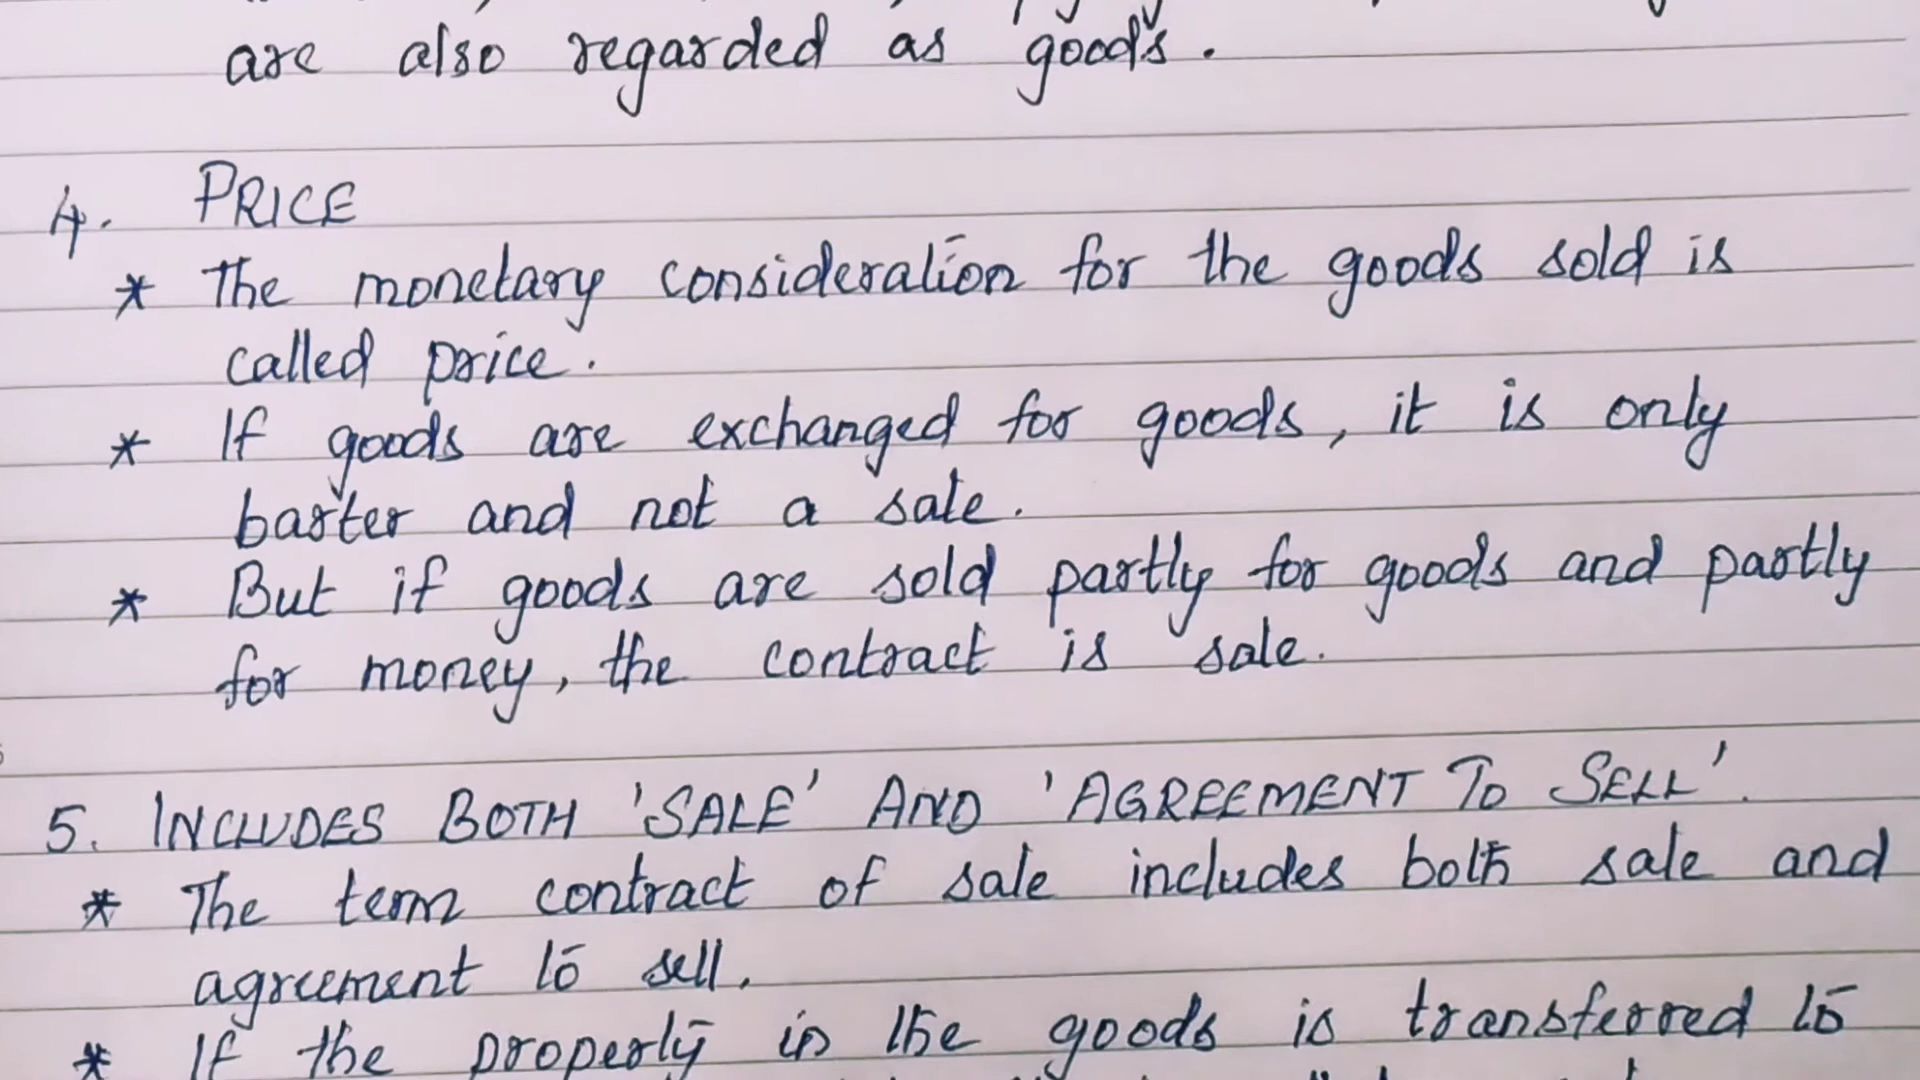 are also regarded as goods.
4. PRICE
* The monetary consideration for the goods sold is
called price.
* If goods are exchanged for goods, it is only
barter and not a sale.
* But if goods are sold partly for goods and partly
for money, the contract is sale.
5. INCLUDES BOTH 'SALE' AND 'AGREEMENT TO SELL'.
* The term contract of sale includes both sale and
agreement to sell.
* If the property in the goods is transferred to